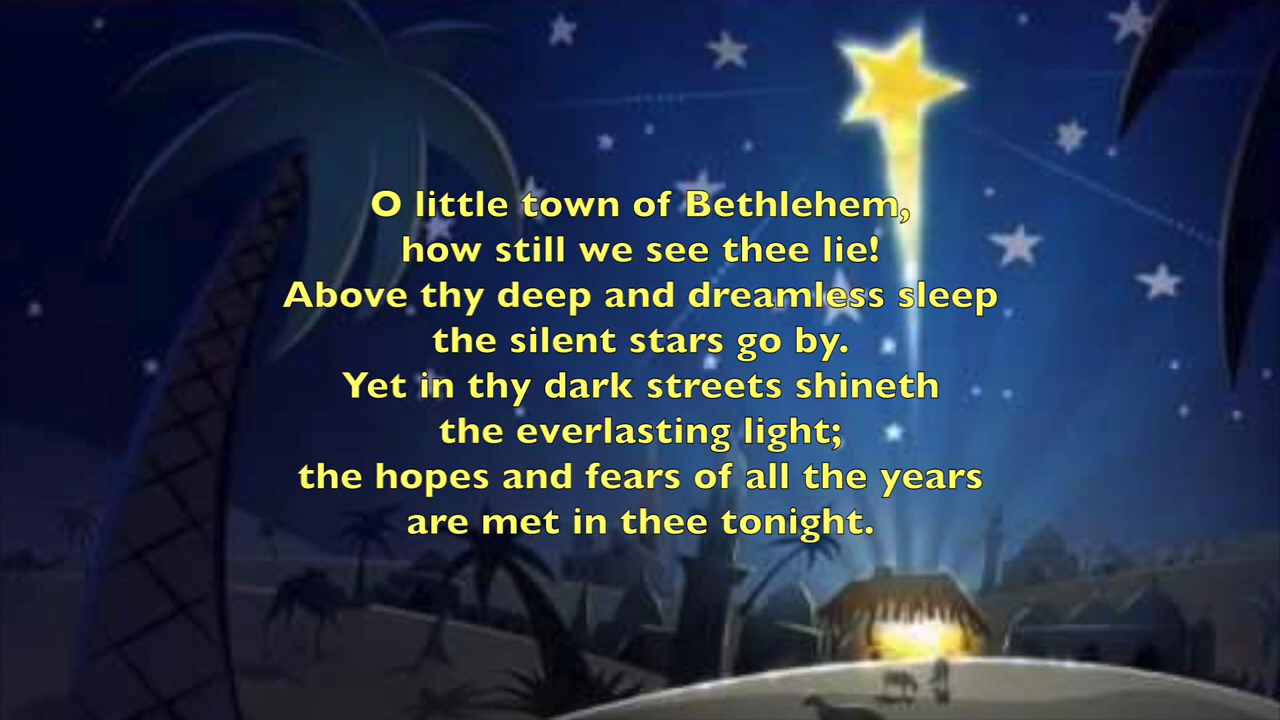 O little town of Bethlehem,
how still we see thee lie!
Above thy deep and dreamless sleep
the silent stars go by.
Yet in thy dark streets shineth
the everlasting light;
the hopes and fears of all the years
are met in thee tonight.